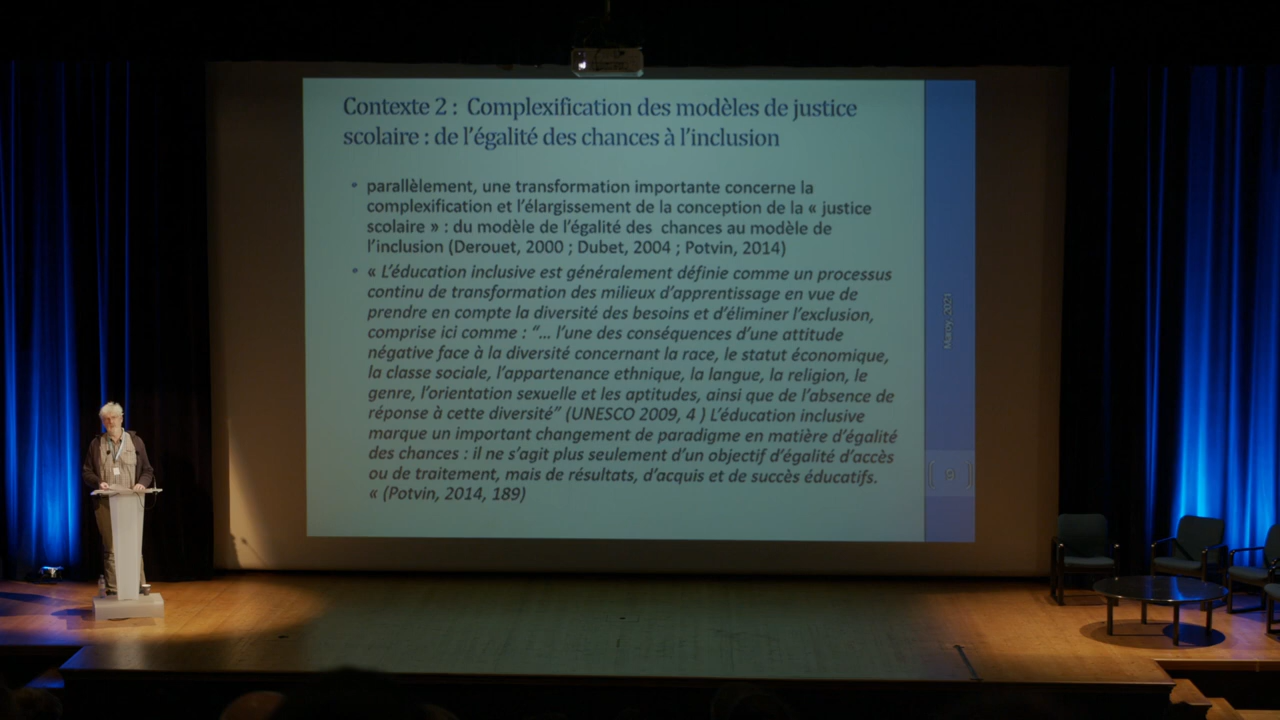 Contexte 2 : Complexification des modèles de justice
scolaire : de l'égalité des chances à l'inclusion
• parallèlement, une transformation importante concerne la
complexification et l'élargissement de la conception de la « justice
scolaire » : du modèle de l'égalité des chances au modèle de
l'inclusion (Derouet, 2000 ; Dubet, 2004 ; Potvin, 2014)
• « L'éducation inclusive est généralement définie comme un processus
continu de transformation des milieux d'apprentissage en vue de
prendre en compte la diversité des besoins et d'éliminer l'exclusion,
comprise ici comme : “... l'une des conséquences d'une attitude
négative face à la diversité concernant la race, le statut économique,
la classe sociale, l'appartenance ethnique, la langue, la religion, le
genre, l'orientation sexuelle et les aptitudes, ainsi que de l'absence de
réponse à cette diversité” (UNESCO 2009, 4 ) L'éducation inclusive
marque un important changement de paradigme en matière d'égalité
des chances : il ne s'agit plus seulement d'un objectif d'égalité d'accès
ou de traitement, mais de résultats, d'acquis et de succès éducatifs.
« (Potvin, 2014, 189)
Maroy, 2023
9